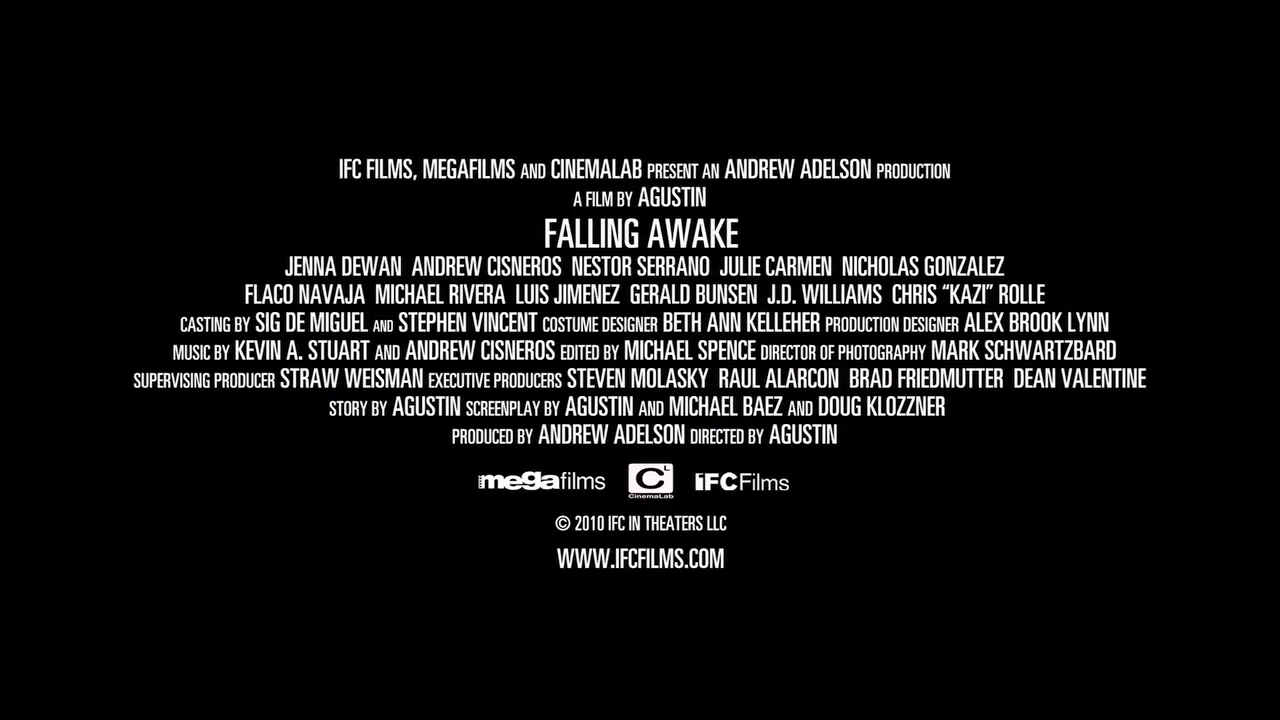 IFC FILMS, MEGAFILMS AND CINEMALAB PRESENT AN ANDREW ADELSON PRODUCTION
A FILM BY AGUSTIN
FALLING AWAKE
JENNA DEWAN ANDREW CISNEROS NESTOR SERRANO JULIE CARMEN NICHOLAS GONZALEZ
FLACO NAVAJA MICHAEL RIVERA LUIS JIMENEZ GERALD BUNSEN J.D. WILLIAMS CHRIS “KAZI” ROLLE
CASTING BY SIG DE MIGUEL AND STEPHEN VINCENT COSTUME DESIGNER BETH ANN KELLEHER PRODUCTION DESIGNER ALEX BROOK LYNN
MUSIC BY KEVIN A. STUART AND ANDREW CISNEROS EDITED BY MICHAEL SPENCE DIRECTOR OF PHOTOGRAPHY MARK SCHWARTZBARD
SUPERVISING PRODUCER STRAW WEISMAN EXECUTIVE PRODUCERS STEVEN MOLASKY RAUL ALARCON BRAD FRIEDMUTTER DEAN VALENTINE
STORY BY AGUSTIN SCREENPLAY BY AGUSTIN AND MICHAEL BAEZ AND DOUG KLOZZNER
PRODUCED BY ANDREW ADELSON DIRECTED BY AGUSTIN
megafilms CL CinemaLab IFC Films
© 2010 IFC IN THEATERS LLC
WWW.IFCFILMS.COM